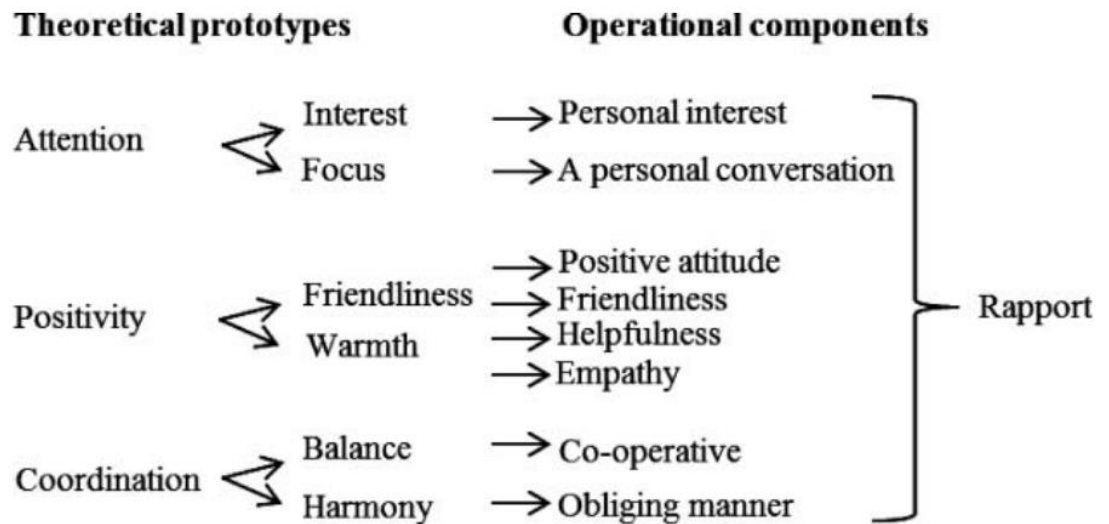 Theoretical prototypes Operational components
Attention
Interest
Focus
Personal interest
A personal conversation
Positivity
Friendliness
Warmth
Positive attitude
Friendliness
Helpfulness
Empathy
Coordination
Balance
Harmony
Co-operative
Obliging manner
Rapport